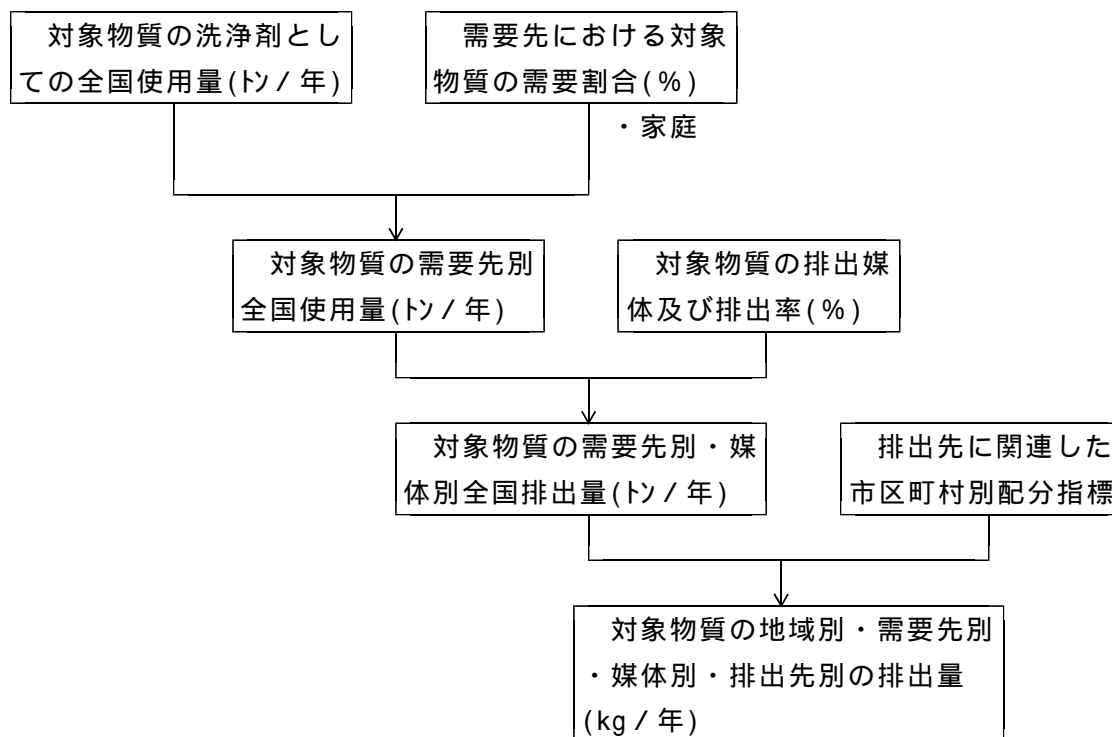 対象物質の洗浄剤とし
ての全国使用量(ﾄﾝ/年)
需要先における対象
物質の需要割合(%)
・家庭
対象物質の需要先別
全国使用量(ﾄﾝ/年)
対象物質の排出媒
体及び排出率(%)
対象物質の需要先別・媒
体別全国排出量(ﾄﾝ/年)
排出先に関連した
市区町村別配分指標
対象物質の地域別・需要先別
・媒体別・排出先別の排出量
(kg/年)